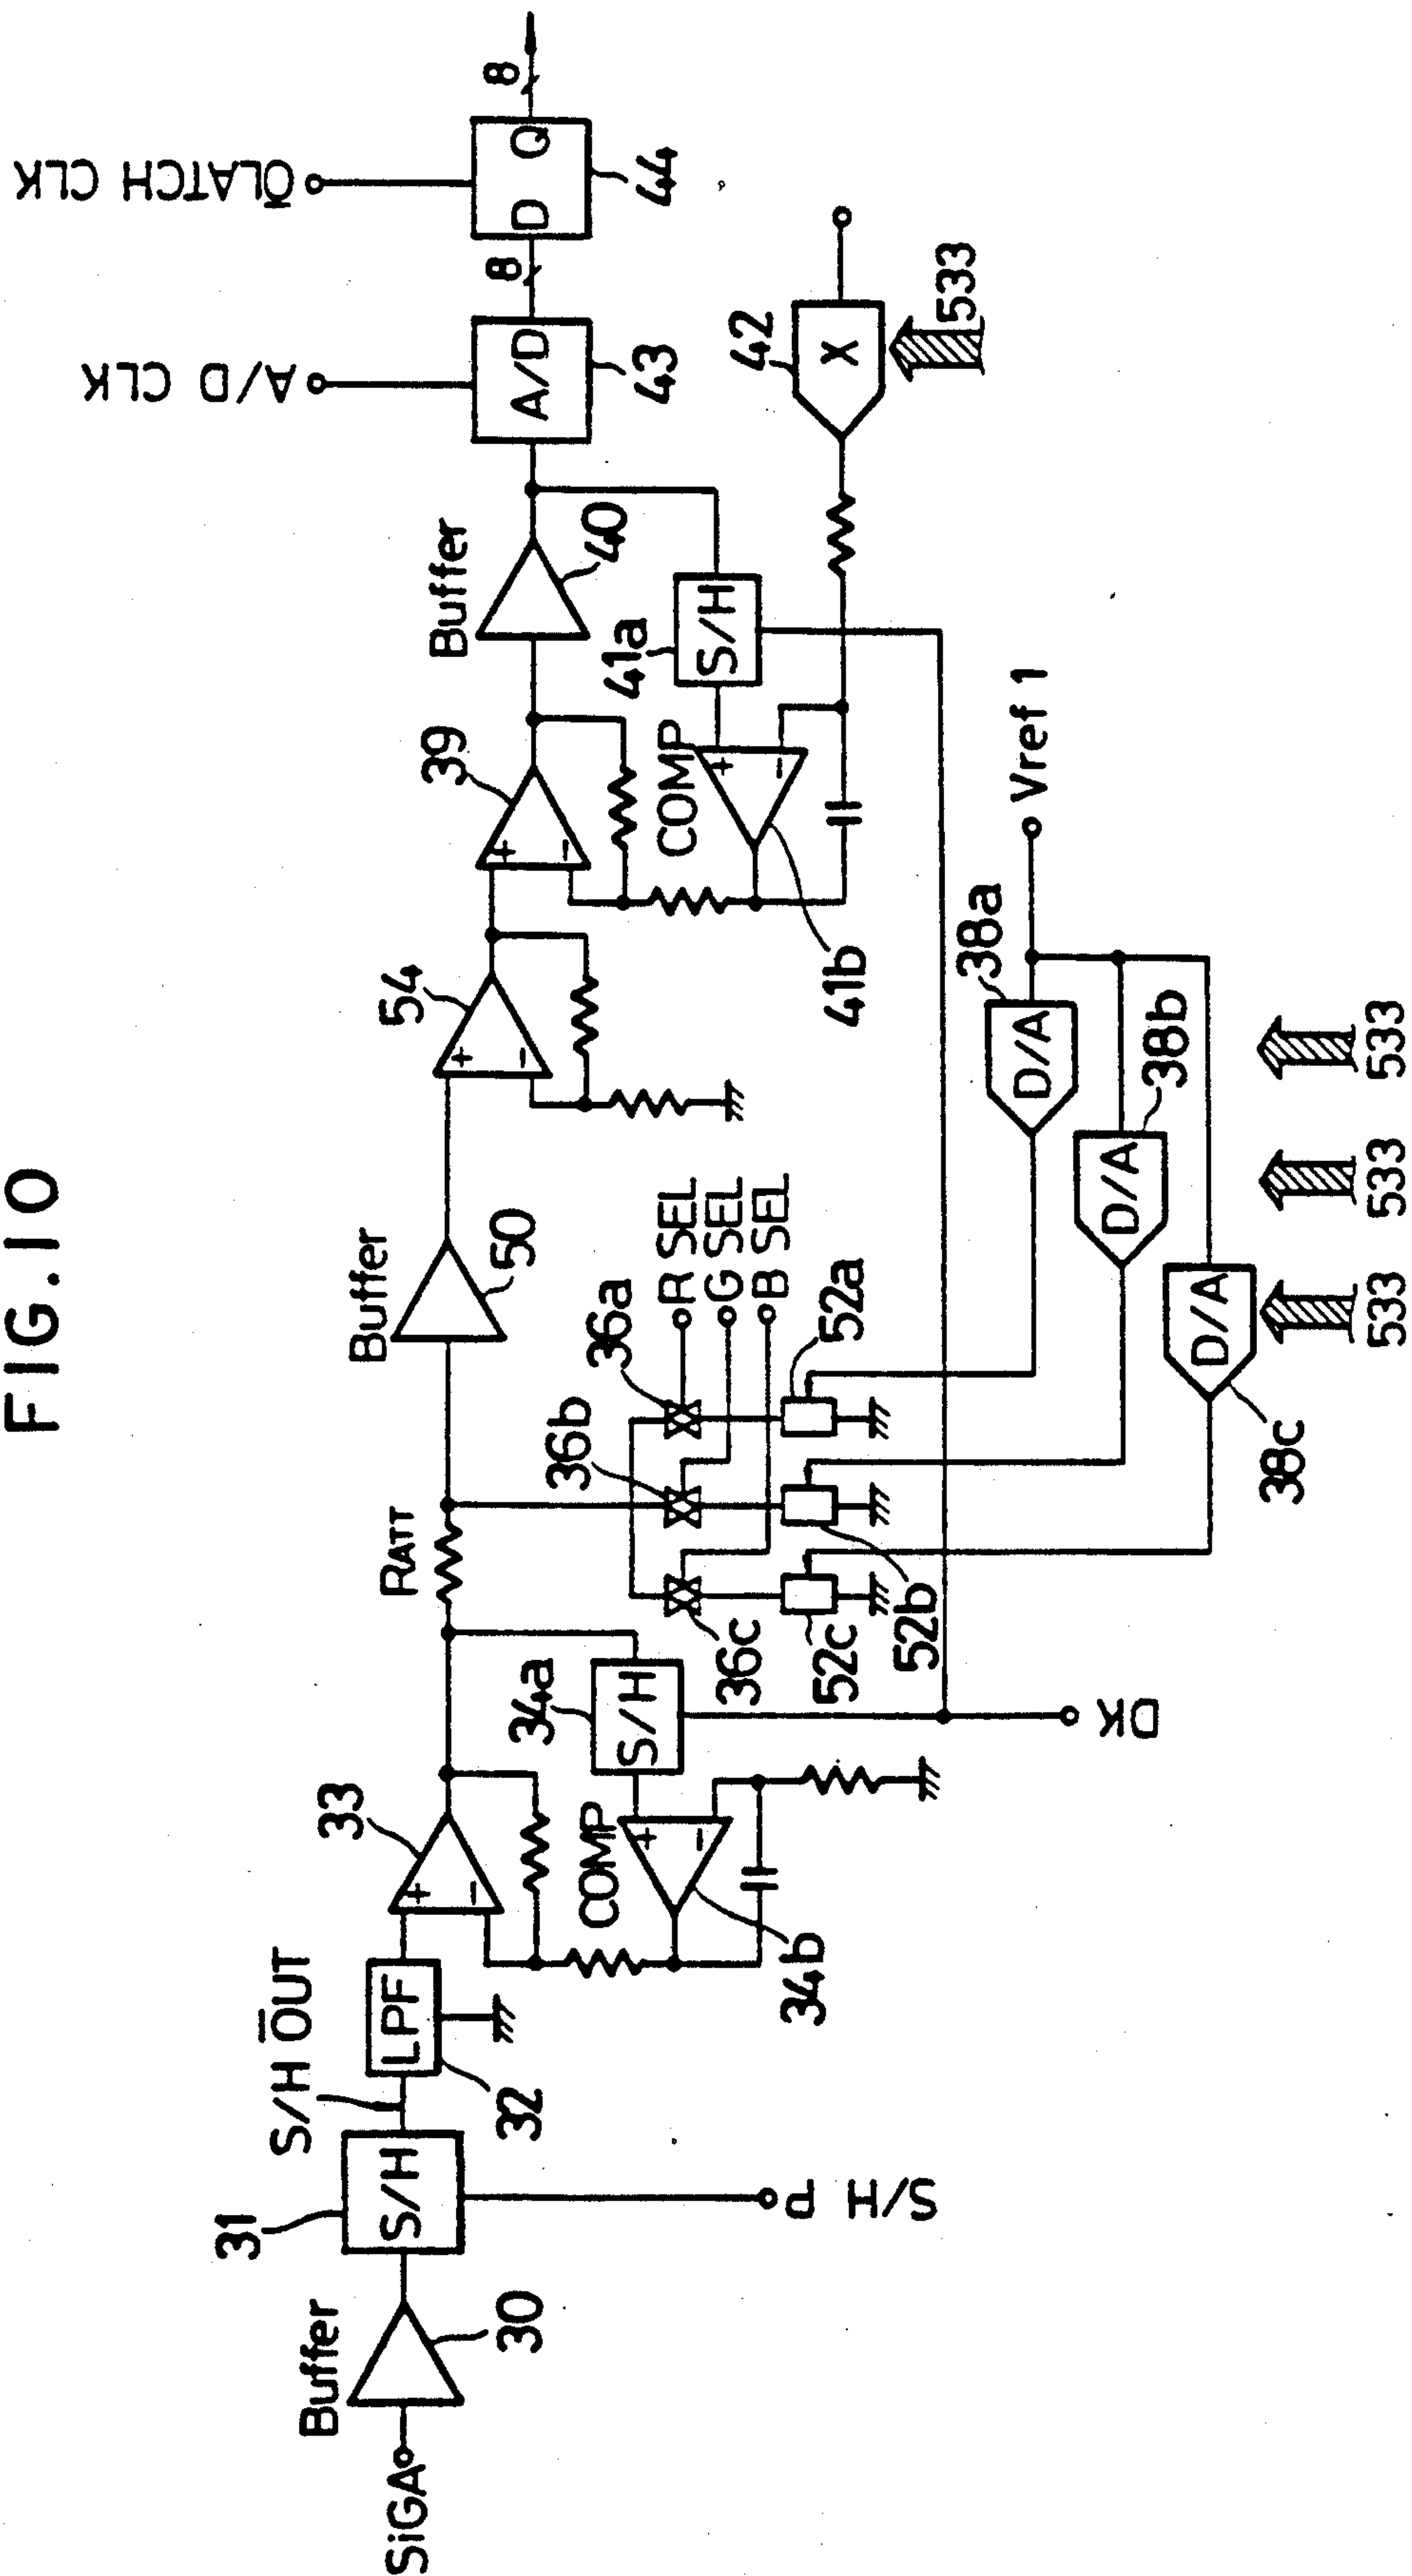 FIG.10
SiGA
Buffer
30
31
S/H
S/H P
S/H O̅UT
LPF
32
33
+
−
COMP
+
−
34b
34a
S/H
DK
RATT
36c
36b
36a
R SEL
G SEL
B SEL
52c
52b
52a
Buffer
50
54
+
−
39
+
−
COMP
+
−
41b
41a
S/H
Buffer
40
42
X
533
A/D CLK
A/D
43
8
O̲LATCH CLK
D Q
44
8
Vref 1
38a
D/A
38b
D/A
38c
D/A
533
533
533